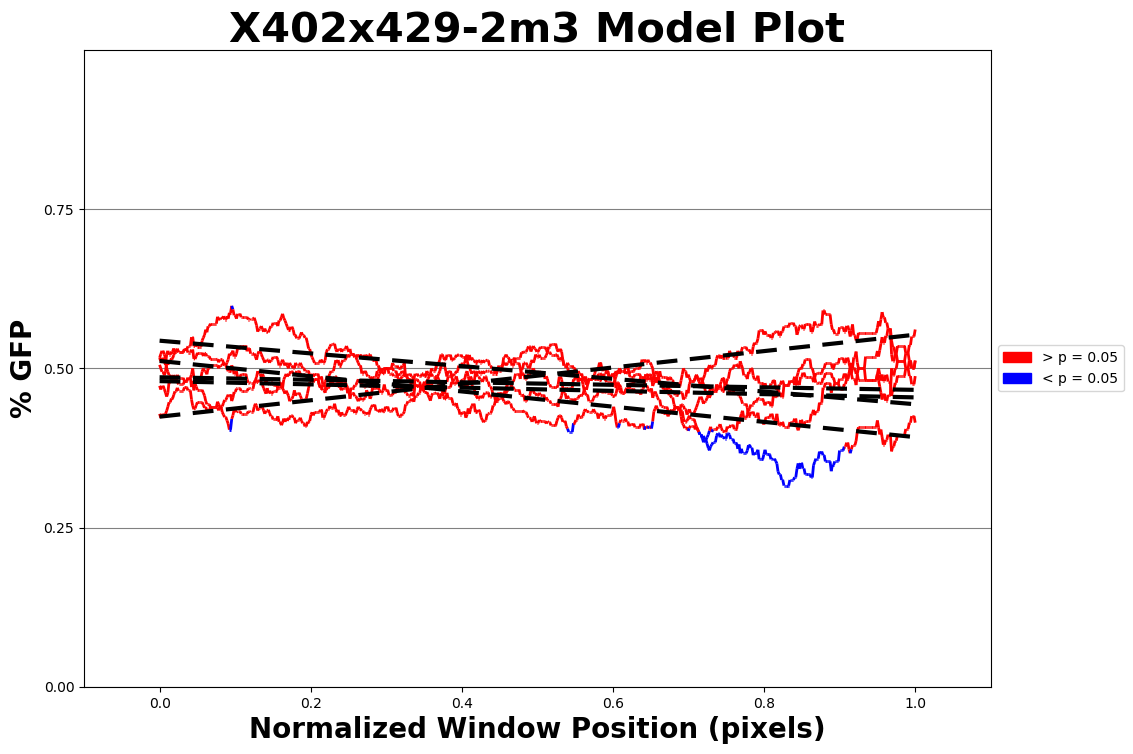 X402x429-2m3 Model Plot
% GFP
0.75
0.50
0.25
0.00
0.0 0.2 0.4 0.6 0.8 1.0
Normalized Window Position (pixels)
> p = 0.05
< p = 0.05